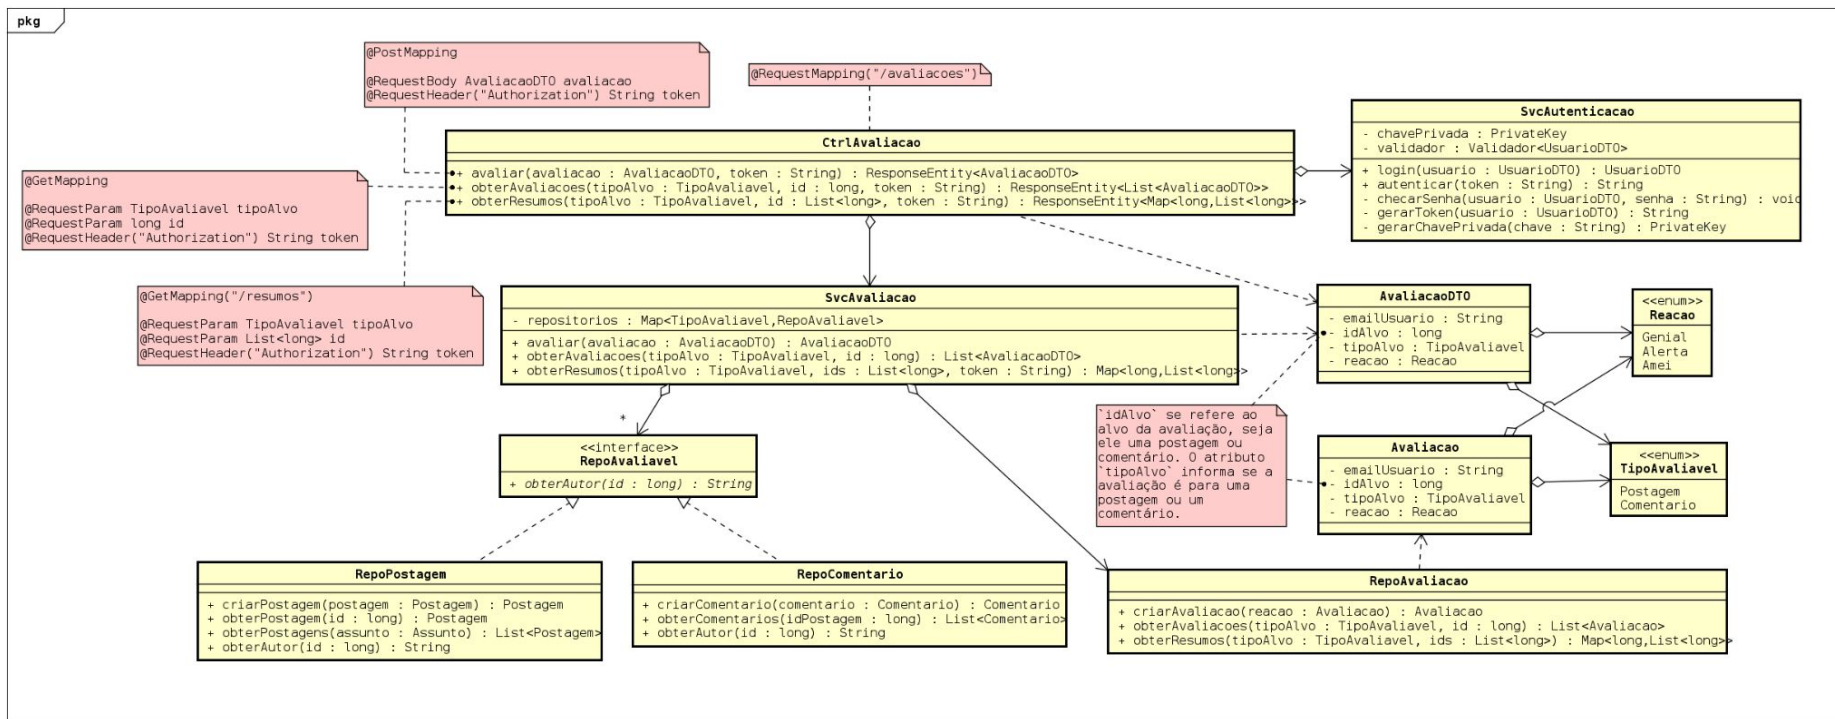 pkg
@PostMapping
@RequestBody AvaliacaoDTO avaliacao
@RequestHeader("Authorization") String token
@RequestMapping("/avaliacoes")
CtrlAvaliacao
+ avaliar(avaliacao : AvaliacaoDTO, token : String) : ResponseEntity<AvaliacaoDTO>
+ obterAvaliacoes(tipoAlvo : TipoAvaliavel, id : long, token : String) : ResponseEntity<List<AvaliacaoDTO>>
+ obterResumos(tipoAlvo : TipoAvaliavel, id : List<long>, token : String) : ResponseEntity<Map<long,List<long>>>
SvcAutenticacao
- chavePrivada : PrivateKey
- validador : Validador<UsuarioDTO>
+ login(usuario : UsuarioDTO) : UsuarioDTO
+ autenticar(token : String) : String
- checarSenha(usuario : UsuarioDTO, senha : String) : void
- gerarToken(usuario : UsuarioDTO) : String
- gerarChavePrivada(chave : String) : PrivateKey
@GetMapping
@RequestParam TipoAvaliavel tipoAlvo
@RequestParam long id
@RequestHeader("Authorization") String token
@GetMapping("/resumos")
@RequestParam TipoAvaliavel tipoAlvo
@RequestParam List<long> id
@RequestHeader("Authorization") String token
SvcAvaliacao
- repositorios : Map<TipoAvaliavel,RepoAvaliavel>
+ avaliar(avaliacao : AvaliacaoDTO) : AvaliacaoDTO
+ obterAvaliacoes(tipoAlvo : TipoAvaliavel, id : long) : List<AvaliacaoDTO>
+ obterResumos(tipoAlvo : TipoAvaliavel, ids : List<long>, token : String) : Map<long,List<long>>
AvaliacaoDTO
- emailUsuario : String
- idAlvo : long
- tipoAlvo : TipoAvaliavel
- reacao : Reacao
<<enum>>
Reacao
Genial
Alerta
Amei
*
<<interface>>
RepoAvaliavel
+ obterAutor(id : long) : String
`idAlvo` se refere ao
alvo da avaliação, seja
ele uma postagem ou
comentário. O atributo
`tipoAlvo` informa se a
avaliação é para uma
postagem ou um
comentário.
Avaliacao
- emailUsuario : String
- idAlvo : long
- tipoAlvo : TipoAvaliavel
- reacao : Reacao
<<enum>>
TipoAvaliavel
Postagem
Comentario
RepoPostagem
+ criarPostagem(postagem : Postagem) : Postagem
+ obterPostagem(id : long) : Postagem
+ obterPostagens(assunto : Assunto) : List<Postagem>
+ obterAutor(id : long) : String
RepoComentario
+ criarComentario(comentario : Comentario) : Comentario
+ obterComentarios(idPostagem : long) : List<Comentario>
+ obterAutor(id : long) : String
RepoAvaliacao
+ criarAvaliacao(reacao : Avaliacao) : Avaliacao
+ obterAvaliacoes(tipoAlvo : TipoAvaliavel, id : long) : List<Avaliacao>
+ obterResumos(tipoAlvo : TipoAvaliavel, ids : List<long>) : Map<long,List<long>>